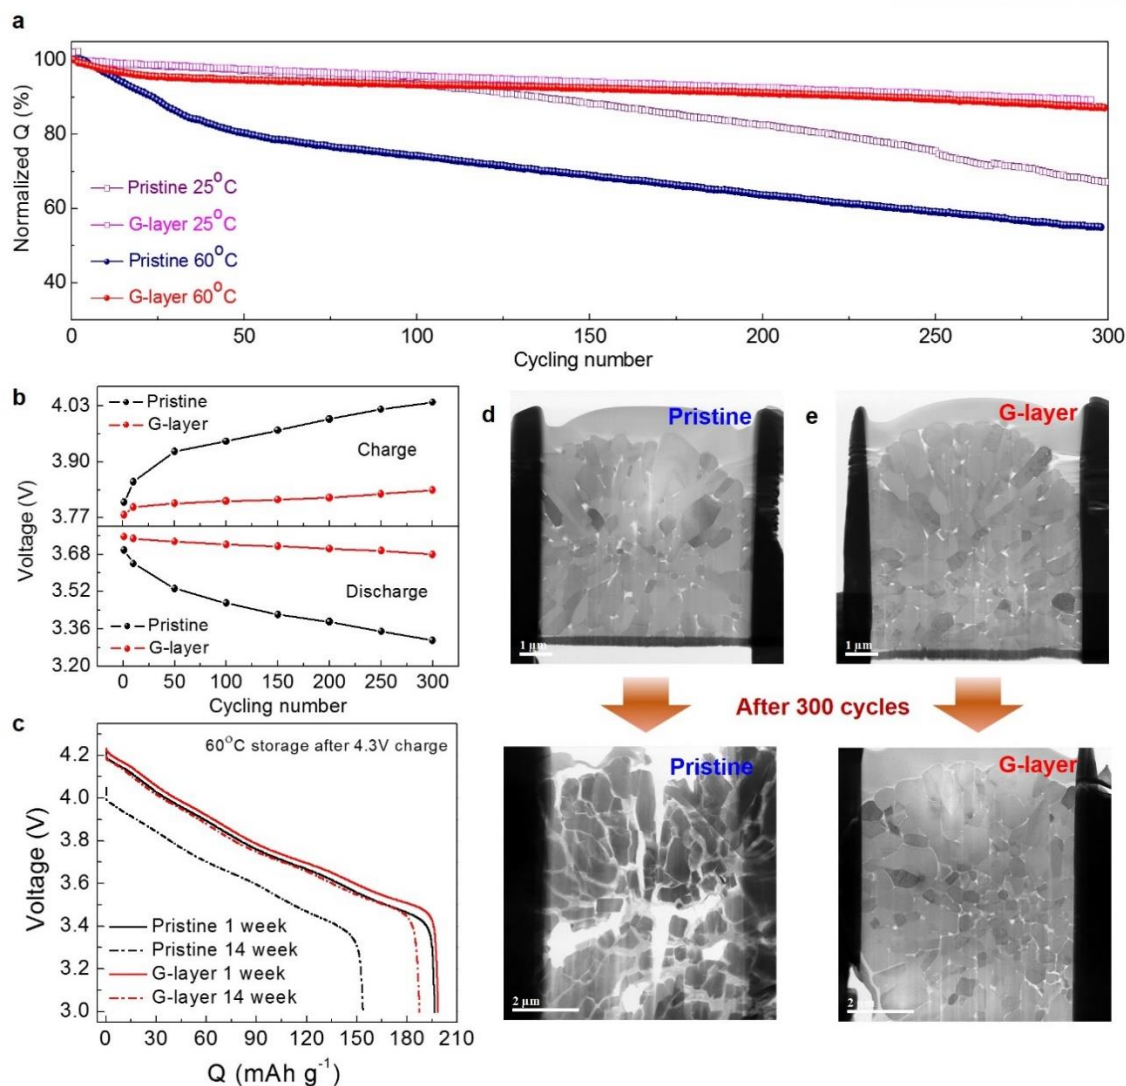 a
Normalized Q (%)
100
80
60
40
Pristine 25°C
G-layer 25°C
Pristine 60°C
G-layer 60°C
0 50 100 150 200 250 300
Cycling number
b
Voltage (V)
4.03
3.90
3.77
3.68
3.52
3.36
3.20
Pristine
G-layer
Charge
Discharge
Pristine
G-layer
0 50 100 150 200 250 300
Cycling number
c
60°C storage after 4.3V charge
Voltage (V)
4.2
4.0
3.8
3.6
3.4
3.2
3.0
Pristine 1 week
Pristine 14 week
G-layer 1 week
G-layer 14 week
0 30 60 90 120 150 180 210
Q (mAh g-1)
d
Pristine
1 μm
e
G-layer
1 μm
After 300 cycles
Pristine
2 μm
G-layer
2 μm